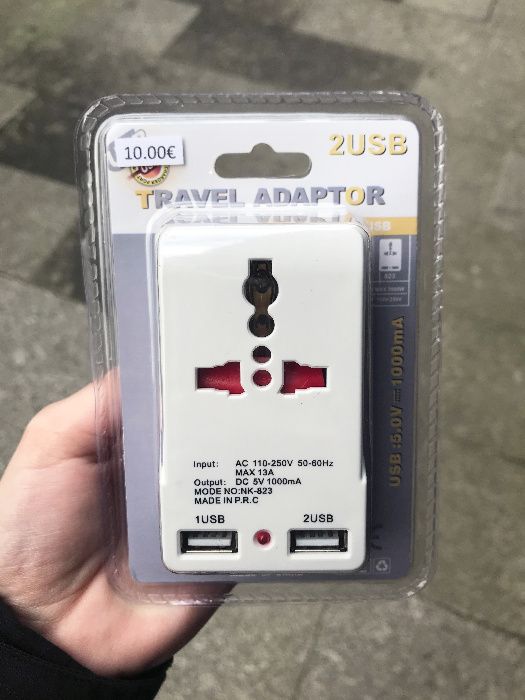 2USB
10.00€
TRAVEL ADAPTOR
USB
823
USB :5.0V⎓1000mA
Input: AC 110-250V 50-60Hz
MAX 13A
Output: DC 5V 1000mA
MODE NO:NK-823
MADE IN P.R.C
1USB 2USB